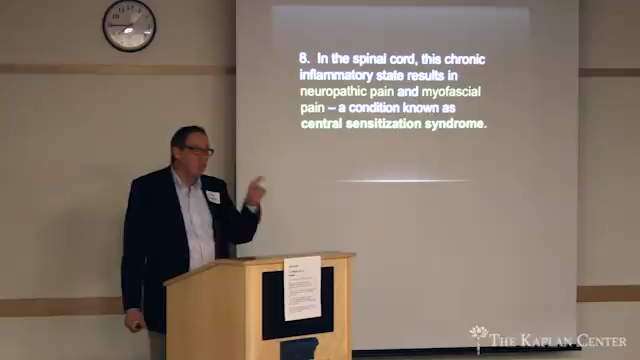 8. In the spinal cord, this chronic
inflammatory state results in
neuropathic pain and myofascial
pain – a condition known as
central sensitization syndrome.
THE KAPLAN CENTER